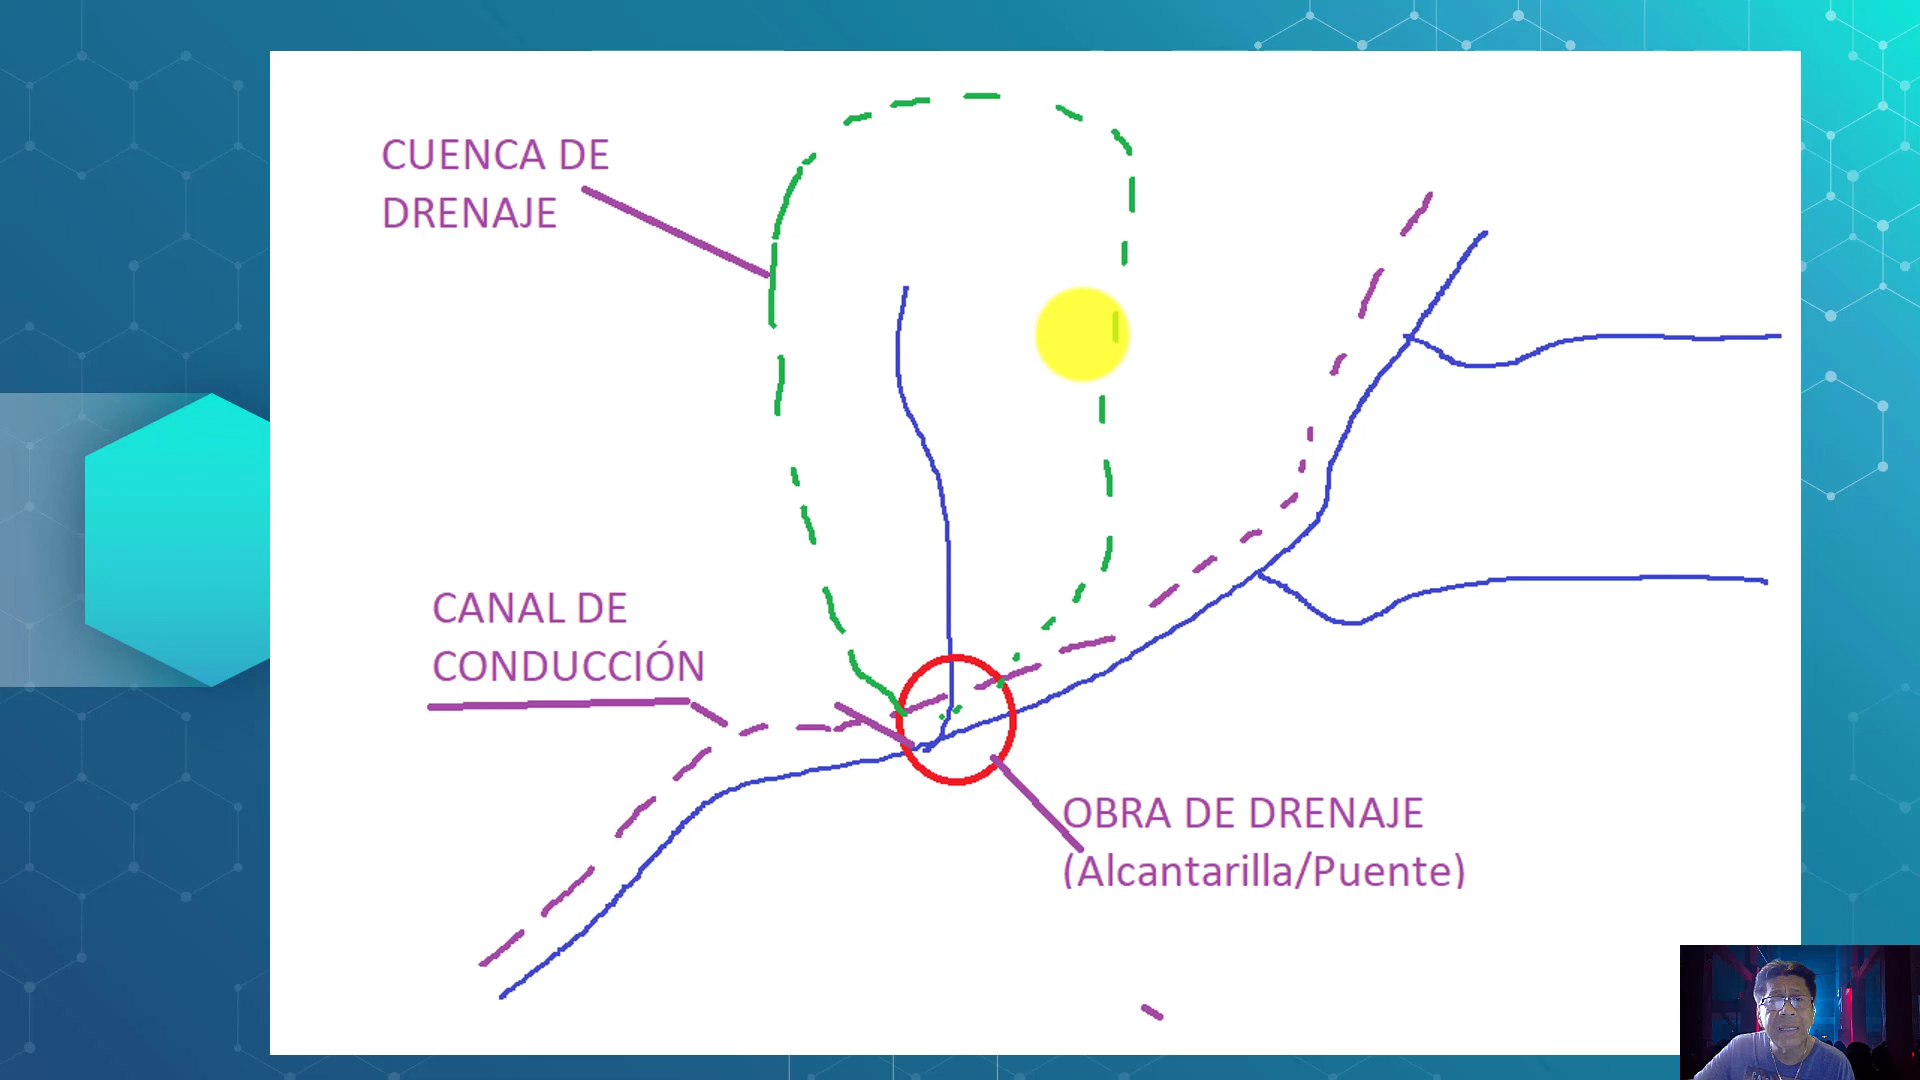 CUENCA DE
DRENAJE
CANAL DE
CONDUCCIÓN
OBRA DE DRENAJE
(Alcantarilla/Puente)